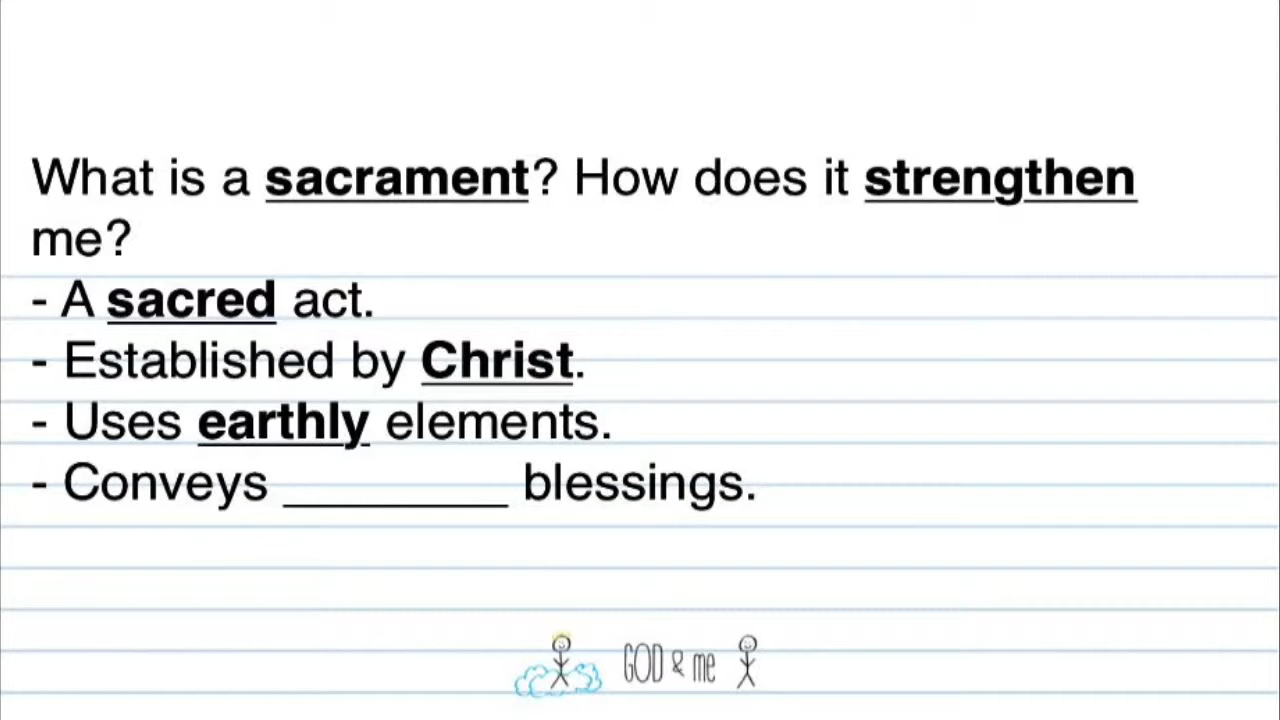 What is a sacrament? How does it strengthen
me?
- A sacred act.
- Established by Christ.
- Uses earthly elements.
- Conveys ________ blessings.
GOD & me